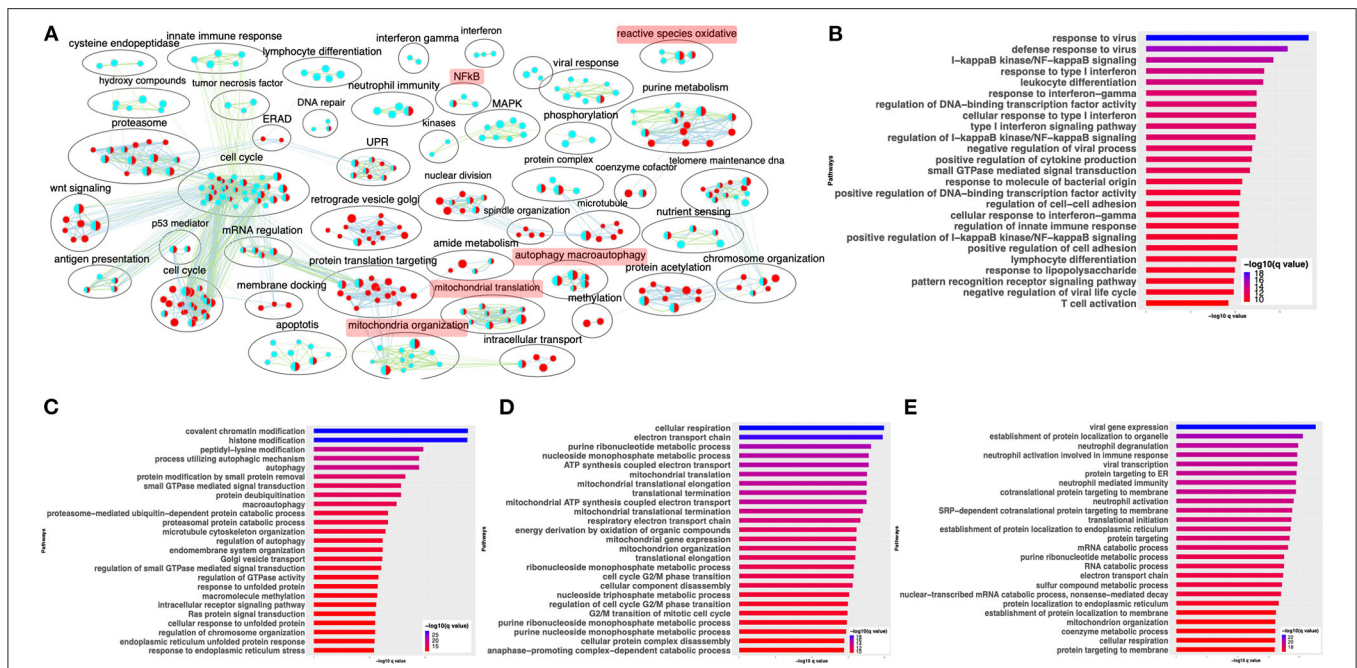 A
cysteine endopeptidase
innate immune response
lymphocyte differentiation
interferon gamma
interferon
reactive species oxidative
hydroxy compounds
tumor necrosis factor
neutrophil immunity
NFkB
viral response
purine metabolism
proteasome
DNA repair
ERAD
kinases
MAPK
phosphorylation
cell cycle
UPR
protein complex
coenzyme cofactor
telomere maintenance dna
wnt signaling
nuclear division
retrograde vesicle golgi
spindle organization
microtubule
nutrient sensing
p53 mediator
mRNA regulation
amide metabolism
autophagy macroautophagy
antigen presentation
cell cycle
protein translation targeting
protein acetylation
chromosome organization
membrane docking
mitochondrial translation
methylation
apoptotis
mitochondria organization
intracellular transport
B
response to virus
defense response to virus
I−kappaB kinase/NF−kappaB signaling
response to type I interferon
leukocyte differentiation
response to interferon−gamma
regulation of DNA−binding transcription factor activity
cellular response to type I interferon
type I interferon signaling pathway
regulation of I−kappaB kinase/NF−kappaB signaling
negative regulation of viral process
positive regulation of cytokine production
small GTPase mediated signal transduction
response to molecule of bacterial origin
positive regulation of DNA−binding transcription factor activity
regulation of cell−cell adhesion
cellular response to interferon−gamma
regulation of innate immune response
positive regulation of I−kappaB kinase/NF−kappaB signaling
positive regulation of cell adhesion
lymphocyte differentiation
response to lipopolysaccharide
pattern recognition receptor signaling pathway
negative regulation of viral life cycle
T cell activation
Pathways
−log10 q value
−log10(q value)
18
16
14
12
10
C
covalent chromatin modification
histone modification
peptidyl−lysine modification
process utilizing autophagic mechanism
autophagy
protein modification by small protein removal
small GTPase mediated signal transduction
protein deubiquitination
macroautophagy
proteasome−mediated ubiquitin−dependent protein catabolic process
proteasomal protein catabolic process
microtubule cytoskeleton organization
regulation of autophagy
endomembrane system organization
Golgi vesicle transport
regulation of small GTPase mediated signal transduction
regulation of GTPase activity
response to unfolded protein
macromolecule methylation
intracellular receptor signaling pathway
Ras protein signal transduction
cellular response to unfolded protein
regulation of chromosome organization
endoplasmic reticulum unfolded protein response
response to endoplasmic reticulum stress
Pathways
−log10 q value
−log10(q value)
25
20
15
D
cellular respiration
electron transport chain
purine ribonucleotide metabolic process
nucleoside monophosphate metabolic process
ATP synthesis coupled electron transport
mitochondrial translation
mitochondrial translational elongation
translational termination
mitochondrial ATP synthesis coupled electron transport
mitochondrial translational termination
respiratory electron transport chain
energy derivation by oxidation of organic compounds
mitochondrial gene expression
mitochondrion organization
translational elongation
ribonucleoside monophosphate metabolic process
cell cycle G2/M phase transition
cellular component disassembly
nucleoside triphosphate metabolic process
regulation of cell cycle G2/M phase transition
G2/M transition of mitotic cell cycle
purine ribonucleoside monophosphate metabolic process
purine nucleoside monophosphate metabolic process
cellular protein complex disassembly
anaphase−promoting complex−dependent catabolic process
Pathways
−log10 q value
−log10(q value)
E
viral gene expression
establishment of protein localization to organelle
neutrophil degranulation
neutrophil activation involved in immune response
viral transcription
protein targeting to ER
neutrophil mediated immunity
cotranslational protein targeting to membrane
neutrophil activation
SRP−dependent cotranslational protein targeting to membrane
translational initiation
establishment of protein localization to endoplasmic reticulum
protein targeting
mRNA catabolic process
purine ribonucleotide metabolic process
RNA catabolic process
electron transport chain
sulfur compound metabolic process
nuclear−transcribed mRNA catabolic process, nonsense−mediated decay
protein localization to endoplasmic reticulum
establishment of protein localization to membrane
mitochondrion organization
coenzyme metabolic process
cellular respiration
protein targeting to membrane
Pathways
−log10 q value
−log10(q value)